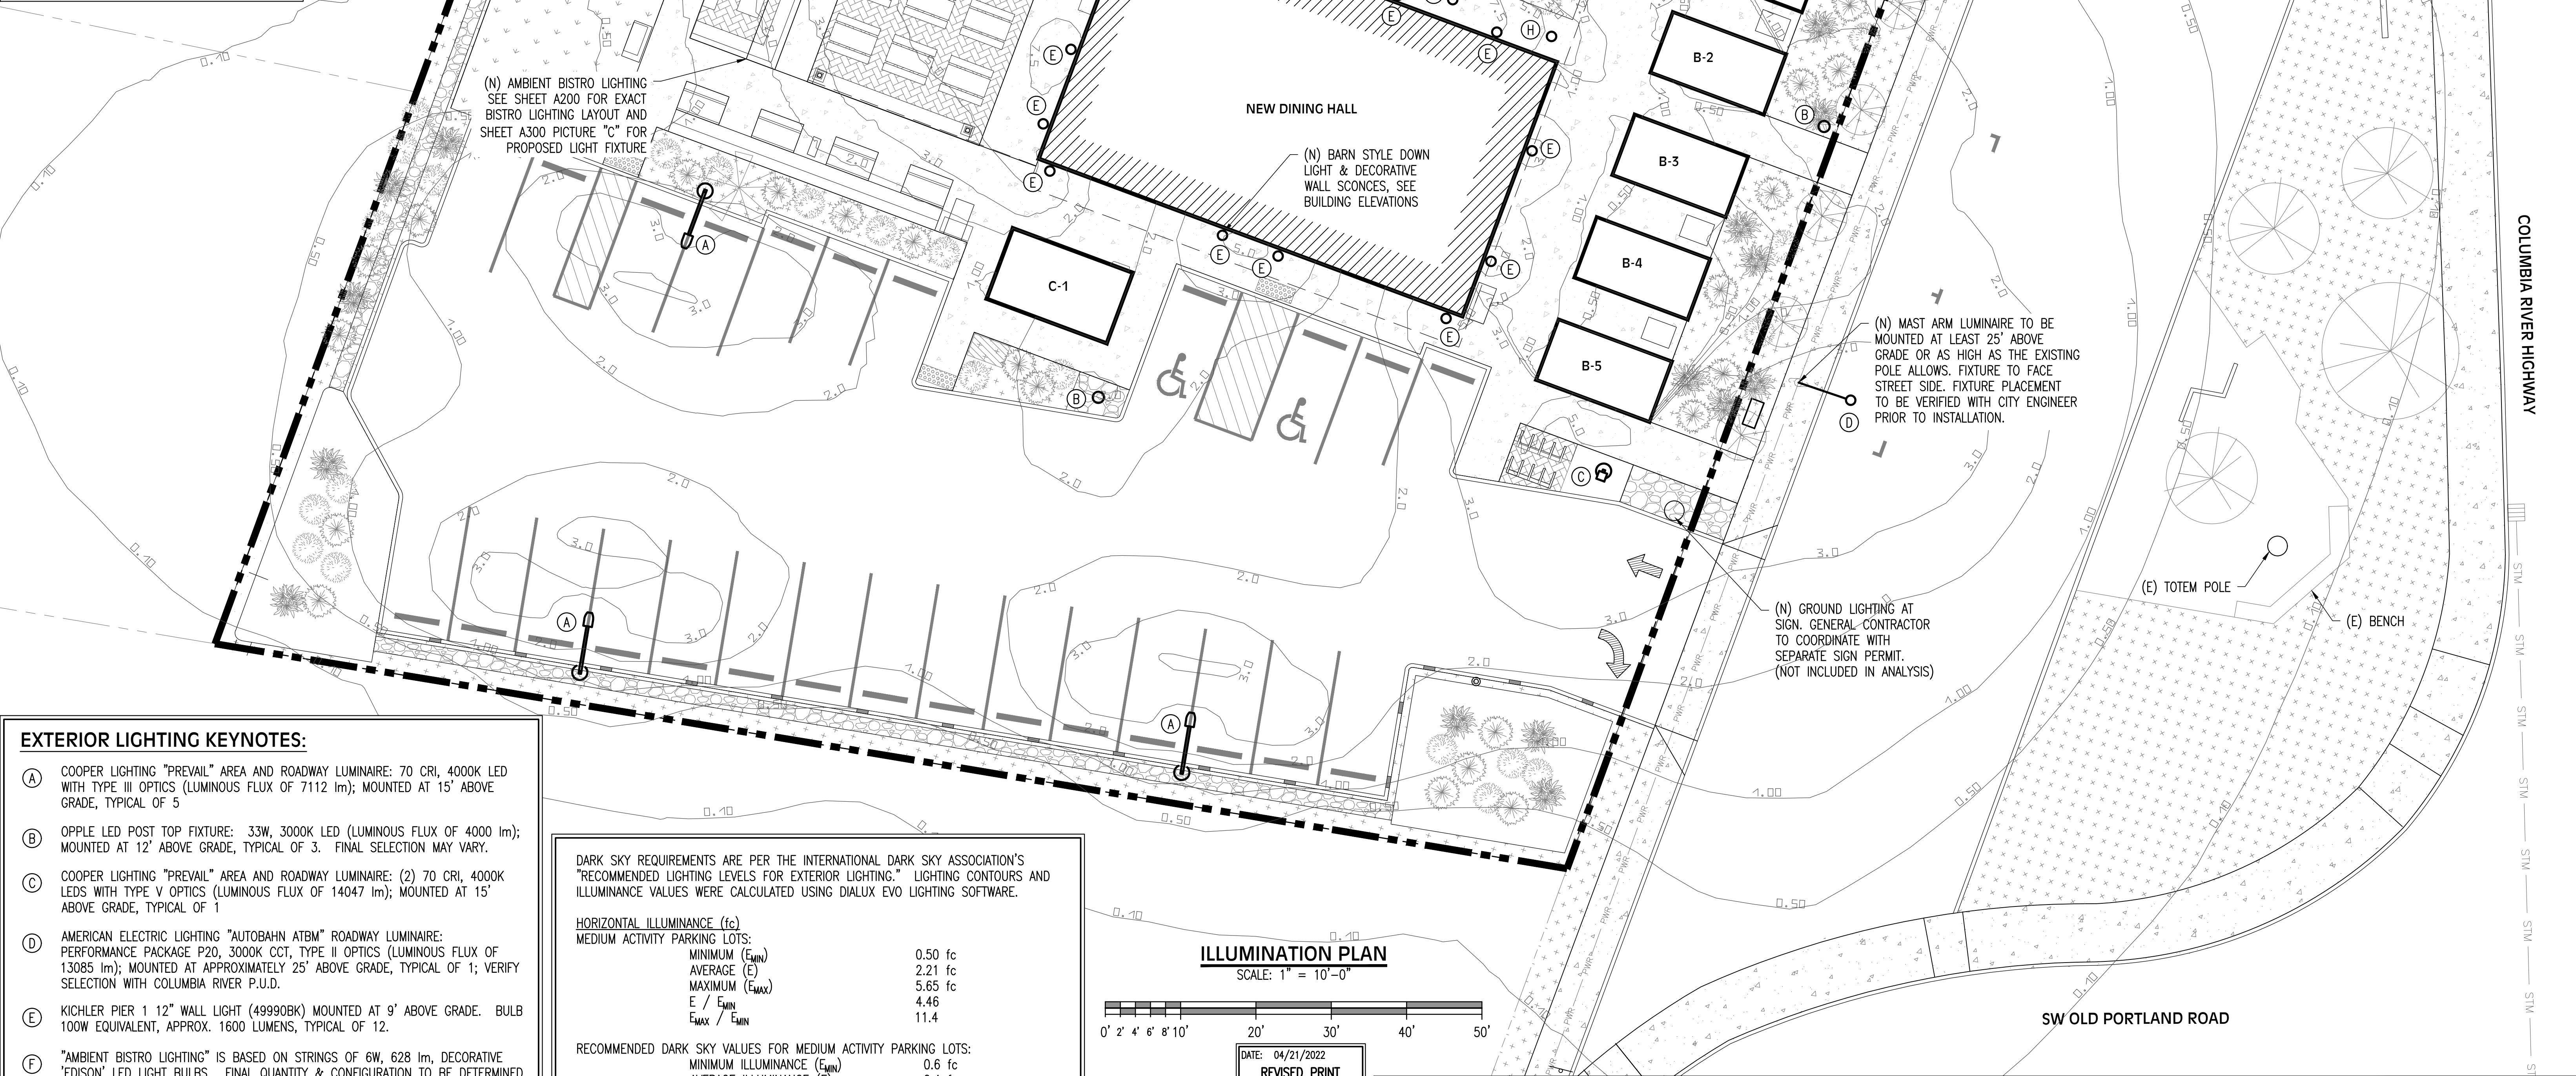 (N) AMBIENT BISTRO LIGHTING
SEE SHEET A200 FOR EXACT
BISTRO LIGHTING LAYOUT AND
SHEET A300 PICTURE "C" FOR
PROPOSED LIGHT FIXTURE
NEW DINING HALL
(N) BARN STYLE DOWN
LIGHT & DECORATIVE
WALL SCONCES, SEE
BUILDING ELEVATIONS
B-2
B-3
B-4
B-5
C-1
(N) MAST ARM LUMINAIRE TO BE
MOUNTED AT LEAST 25' ABOVE
GRADE OR AS HIGH AS THE EXISTING
POLE ALLOWS. FIXTURE TO FACE
STREET SIDE. FIXTURE PLACEMENT
TO BE VERIFIED WITH CITY ENGINEER
PRIOR TO INSTALLATION.
COLUMBIA RIVER HIGHWAY
(E) TOTEM POLE
(E) BENCH
(N) GROUND LIGHTING AT
SIGN. GENERAL CONTRACTOR
TO COORDINATE WITH
SEPARATE SIGN PERMIT.
(NOT INCLUDED IN ANALYSIS)
SW OLD PORTLAND ROAD
EXTERIOR LIGHTING KEYNOTES:
A COOPER LIGHTING "PREVAIL" AREA AND ROADWAY LUMINAIRE: 70 CRI, 4000K LED
WITH TYPE III OPTICS (LUMINOUS FLUX OF 7112 lm); MOUNTED AT 15' ABOVE
GRADE, TYPICAL OF 5
B OPPLE LED POST TOP FIXTURE: 33W, 3000K LED (LUMINOUS FLUX OF 4000 lm);
MOUNTED AT 12' ABOVE GRADE, TYPICAL OF 3. FINAL SELECTION MAY VARY.
C COOPER LIGHTING "PREVAIL" AREA AND ROADWAY LUMINAIRE: (2) 70 CRI, 4000K
LEDS WITH TYPE V OPTICS (LUMINOUS FLUX OF 14047 lm); MOUNTED AT 15'
ABOVE GRADE, TYPICAL OF 1
D AMERICAN ELECTRIC LIGHTING "AUTOBAHN ATBM" ROADWAY LUMINAIRE:
PERFORMANCE PACKAGE P20, 3000K CCT, TYPE II OPTICS (LUMINOUS FLUX OF
13085 lm); MOUNTED AT APPROXIMATELY 25' ABOVE GRADE, TYPICAL OF 1; VERIFY
SELECTION WITH COLUMBIA RIVER P.U.D.
E KICHLER PIER 1 12" WALL LIGHT (49990BK) MOUNTED AT 9' ABOVE GRADE. BULB
100W EQUIVALENT, APPROX. 1600 LUMENS, TYPICAL OF 12.
F "AMBIENT BISTRO LIGHTING" IS BASED ON STRINGS OF 6W, 628 lm, DECORATIVE
'EDISON' LED LIGHT BULBS. FINAL QUANTITY & CONFIGURATION TO BE DETERMINED
DARK SKY REQUIREMENTS ARE PER THE INTERNATIONAL DARK SKY ASSOCIATION'S
"RECOMMENDED LIGHTING LEVELS FOR EXTERIOR LIGHTING." LIGHTING CONTOURS AND
ILLUMINANCE VALUES WERE CALCULATED USING DIALUX EVO LIGHTING SOFTWARE.
HORIZONTAL ILLUMINANCE (fc)
MEDIUM ACTIVITY PARKING LOTS:
MINIMUM (EMIN) 0.50 fc
AVERAGE (E) 2.21 fc
MAXIMUM (EMAX) 5.65 fc
E / EMIN 4.46
EMAX / EMIN 11.4
RECOMMENDED DARK SKY VALUES FOR MEDIUM ACTIVITY PARKING LOTS:
MINIMUM ILLUMINANCE (EMIN) 0.6 fc
ILLUMINATION PLAN
SCALE: 1" = 10'-0"
0' 2' 4' 6' 8' 10' 20' 30' 40' 50'
DATE: 04/21/2022
REVISED PRINT